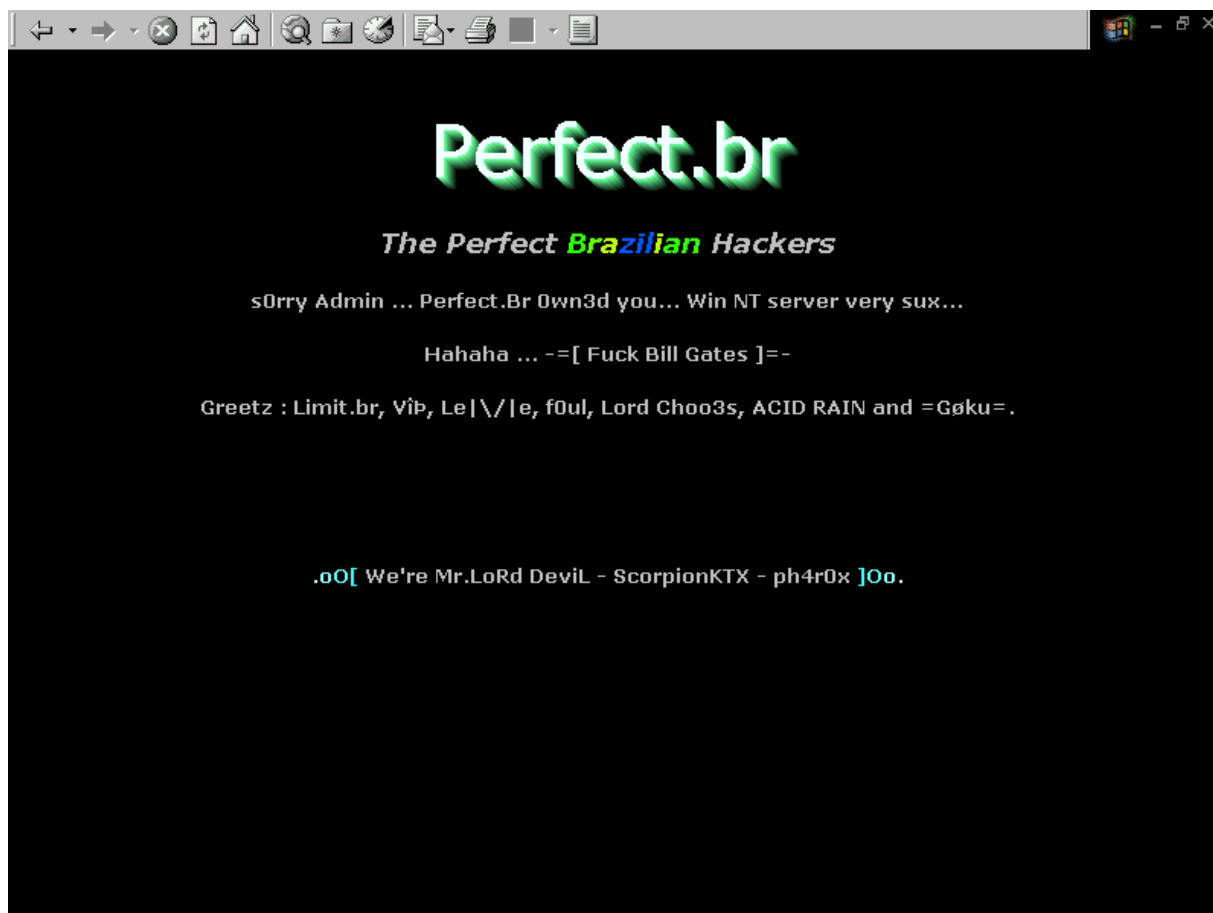 Perfect.br
The Perfect Brazilian Hackers
s0rry Admin ... Perfect.Br 0wn3d you... Win NT server very sux...
Hahaha ... -=[ Fuck Bill Gates ]=-
Greetz : Limit.br, VîÞ, Le|\/|e, f0ul, Lord Choo3s, ACID RAIN and =Gøku=.
.oO[ We're Mr.LoRd DeviL - ScorpionKTX - ph4r0x ]Oo.